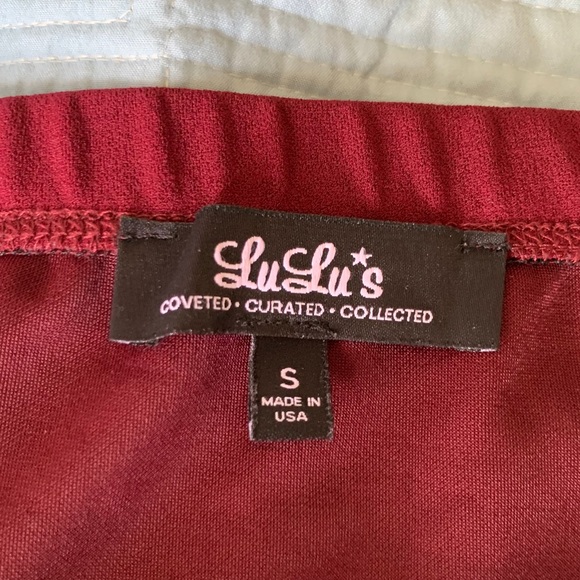 LuLu's
COVETED • CURATED • COLLECTED
S
MADE IN
USA